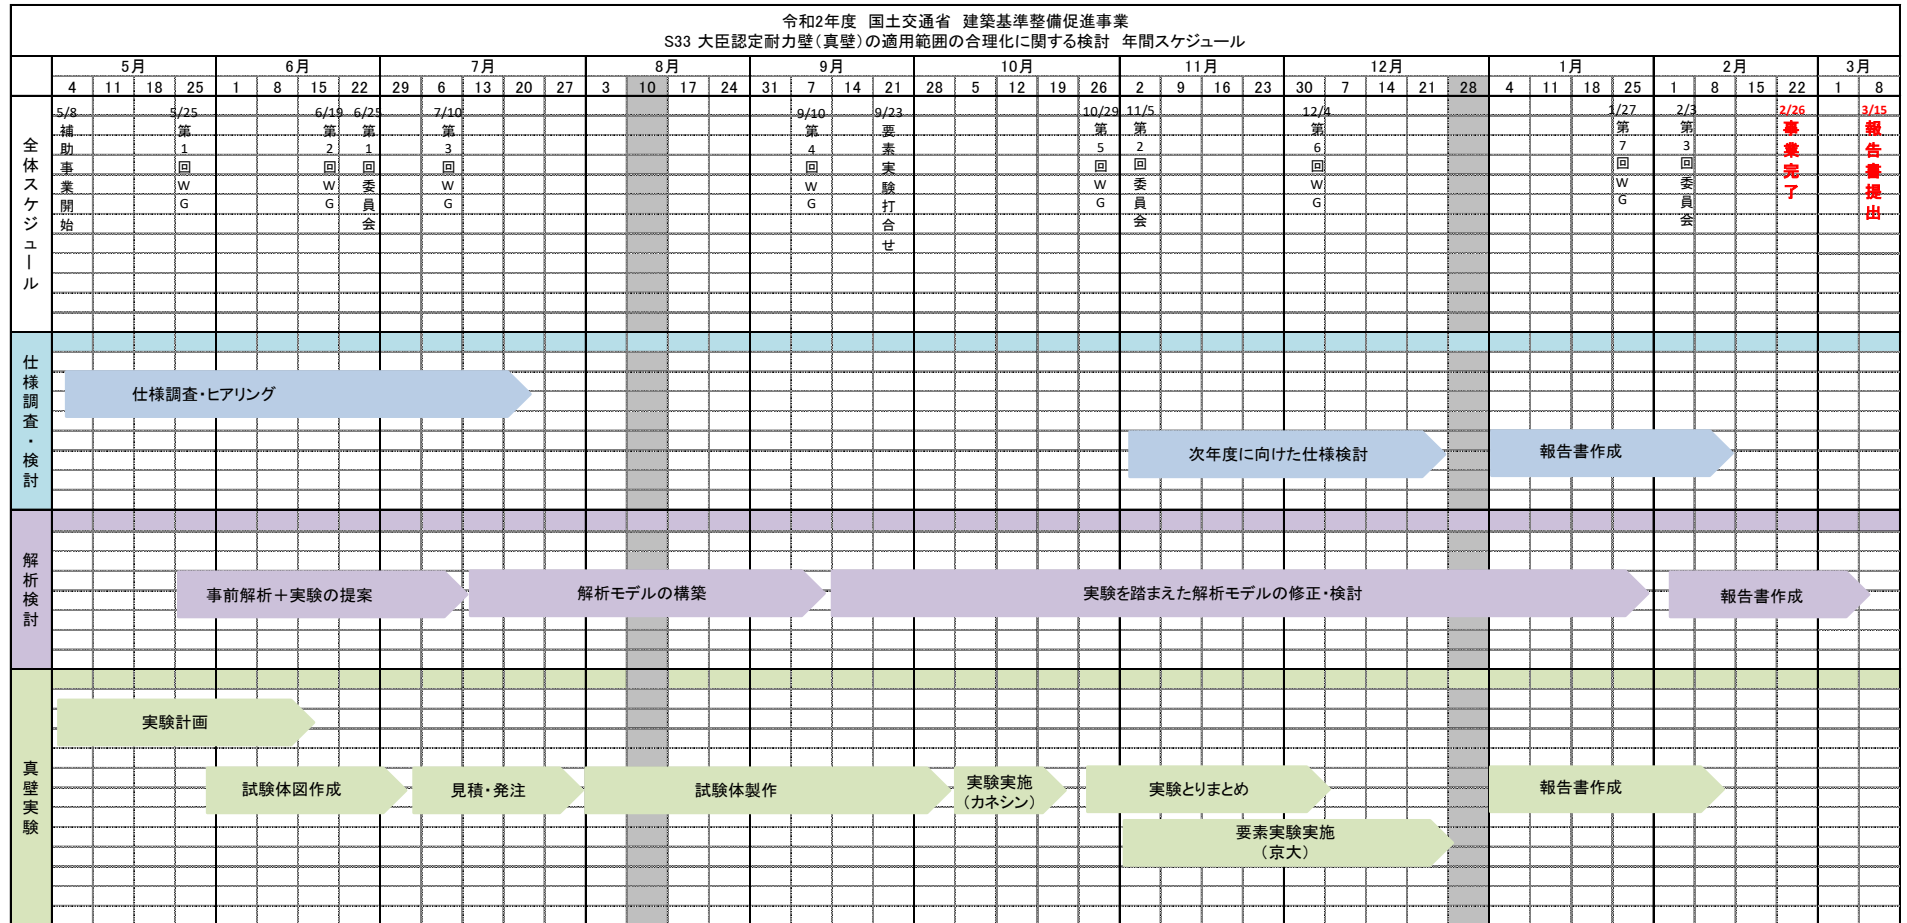 令和2年度 国土交通省 建築基準整備促進事業
S33 大臣認定耐力壁(真壁)の適用範囲の合理化に関する検討 年間スケジュール
5月 6月 7月 8月 9月 10月 11月 12月 1月 2月 3月
4 11 18 25 1 8 15 22 29 6 13 20 27 3 10 17 24 31 7 14 21 28 5 12 19 26 2 9 16 23 30 7 14 21 28 4 11 18 25 1 8 15 22 1 8
全体スケジュール
5/8 補助事業開始
5/25 第1回WG
6/19 第2回WG
6/25 第1回委員会
7/10 第3回WG
9/10 第4回WG
9/23 要素実験打合せ
10/29 第5回WG
11/5 第2回委員会
12/4 第6回WG
1/27 第7回WG
2/3 第3回委員会
2/26 事業完了
3/15 報告書提出
仕様調査・検討
仕様調査・ヒアリング
次年度に向けた仕様検討
報告書作成
解析検討
事前解析+実験の提案
解析モデルの構築
実験を踏まえた解析モデルの修正・検討
報告書作成
真壁実験
実験計画
試験体図作成
見積・発注
試験体製作
実験実施
(カネシン)
実験とりまとめ
報告書作成
要素実験実施
(京大)